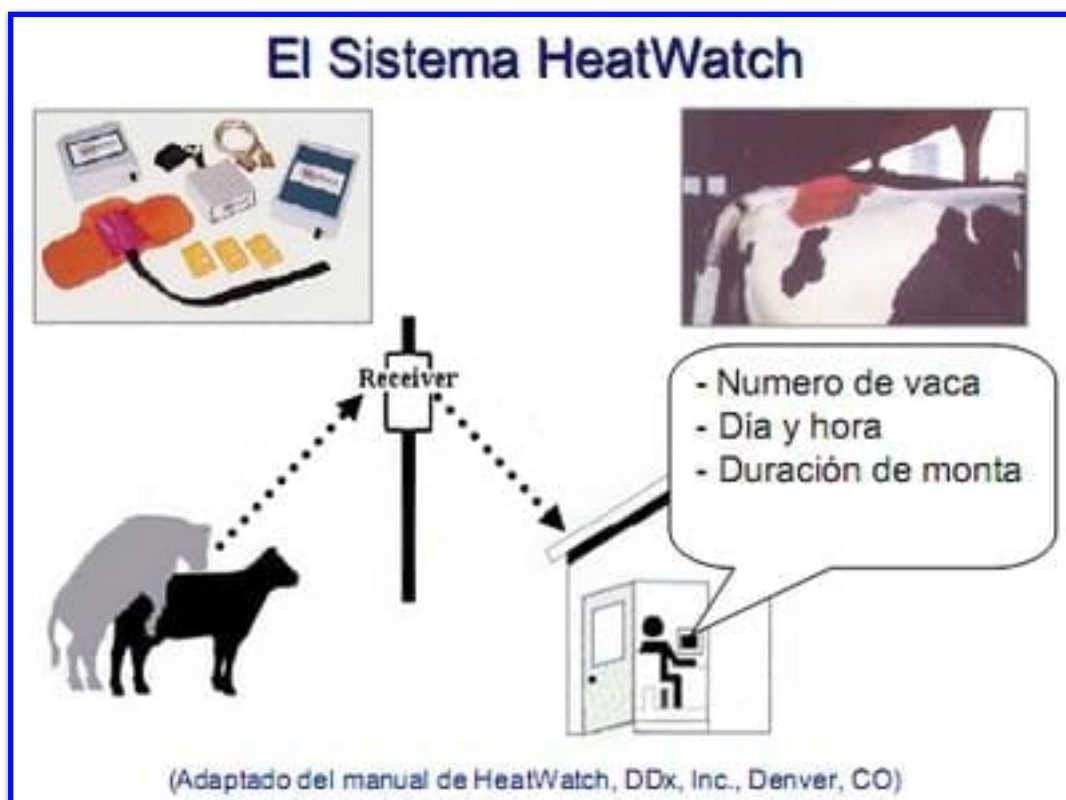 El Sistema HeatWatch
Receiver
- Numero de vaca
- Día y hora
- Duración de monta
(Adaptado del manual de HeatWatch, DDx, Inc., Denver, CO)